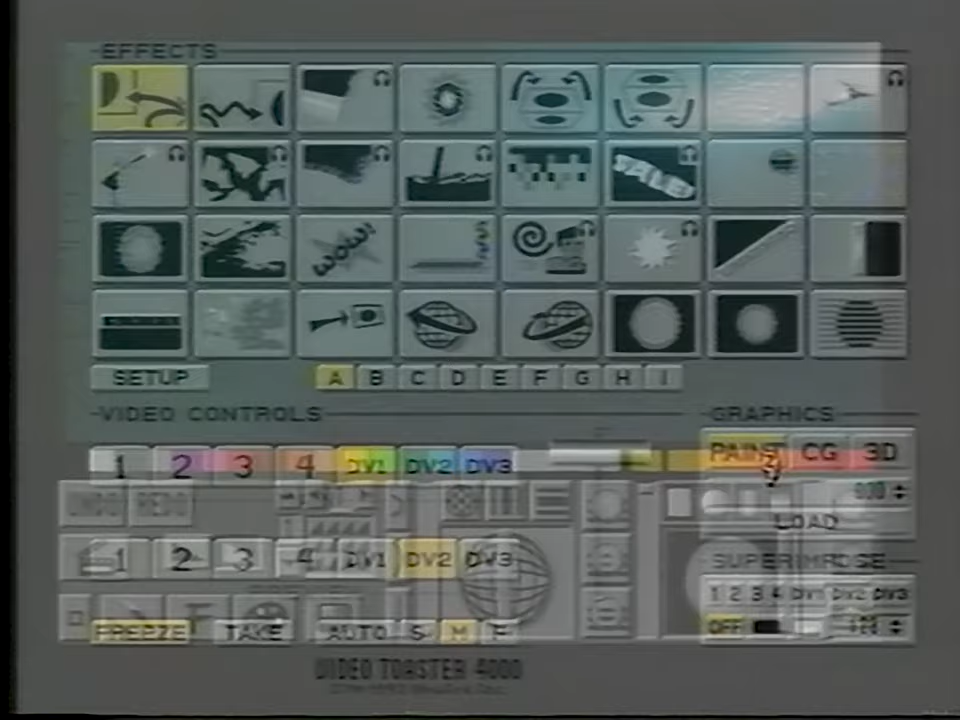 EFFECTS
SALE!
WOW!
SETUP A B C D E F G H I
VIDEO CONTROLS
GRAPHICS
1 2 3 4 DV1 DV2 DV3
PAINT CG 3D
UNDO REDO
LOAD
1 2 3 4 DV1 DV2 DV3
SUPERIMPOSE
1 2 3 4 DV1 DV2 DV3
FREEZE TAKE AUTO S M F
OFF
VIDEO TOASTER 4000